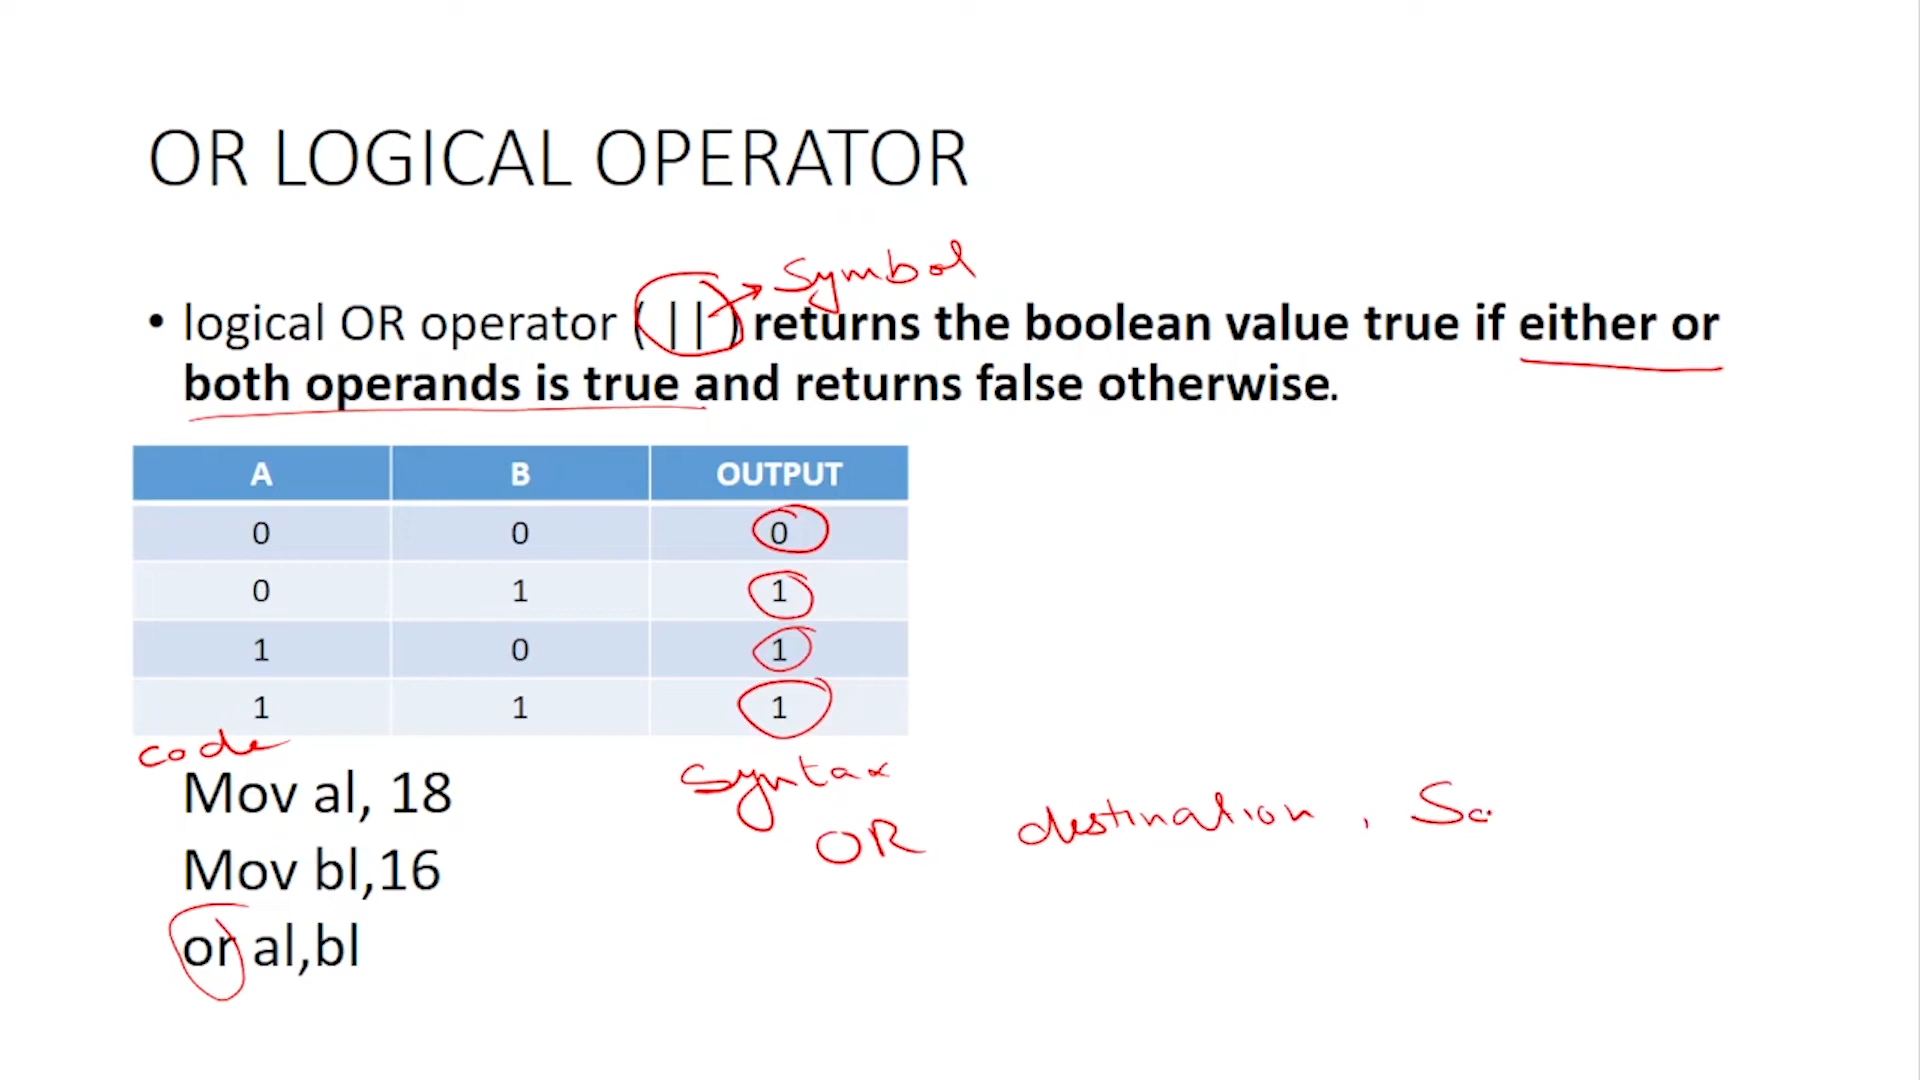 OR LOGICAL OPERATOR
Symbol
• logical OR operator ( || ) returns the boolean value true if either or
both operands is true and returns false otherwise.
A B OUTPUT
0 0 0
0 1 1
1 0 1
1 1 1
code
Mov al, 18
Syntax
OR destination , So
Mov bl,16
or al,bl